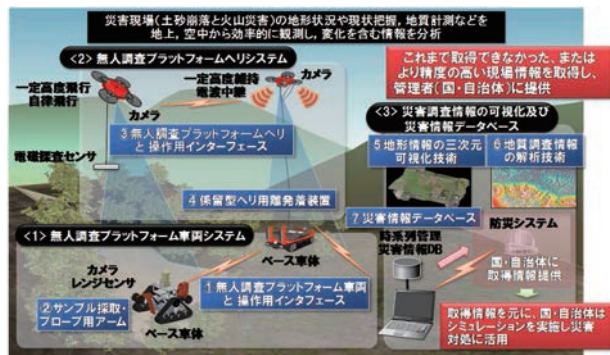 災害現場(土砂崩落と火山災害)の地形状況や現状把握,地質計測などを
地上,空中から効率的に観測し,変化を含む情報を分析
<2>無人調査プラットフォームヘリシステム
一定高度飛行
自律飛行
カメラ
電磁探査センサ
一定高度維持
電波中継
カメラ
3 無人調査プラットフォームヘリ
と 操作用インターフェース
4 係留型ヘリ用離発着装置
<1>無人調査プラットフォーム車両システム
ベース車体
カメラ
レンジセンサ
1 無人調査プラットフォーム車両
と 操作用インタフェース
②サンプル採取・
プローブ用アーム
ベース車体
これまで取得できなかった、または
より精度の高い現場情報を取得し、
管理者(国・自治体)に提供
<3>災害調査情報の可視化及び
災害情報データベース
5 地形情報の三次元
可視化技術
6 地質調査情報
の解析技術
7 災害情報データベース
時系列管理
災害情報DB
防災システム
国・自治体に
取得情報提供
取得情報を元に、国・自治体は
シミュレーションを実施し災害
対処に活用